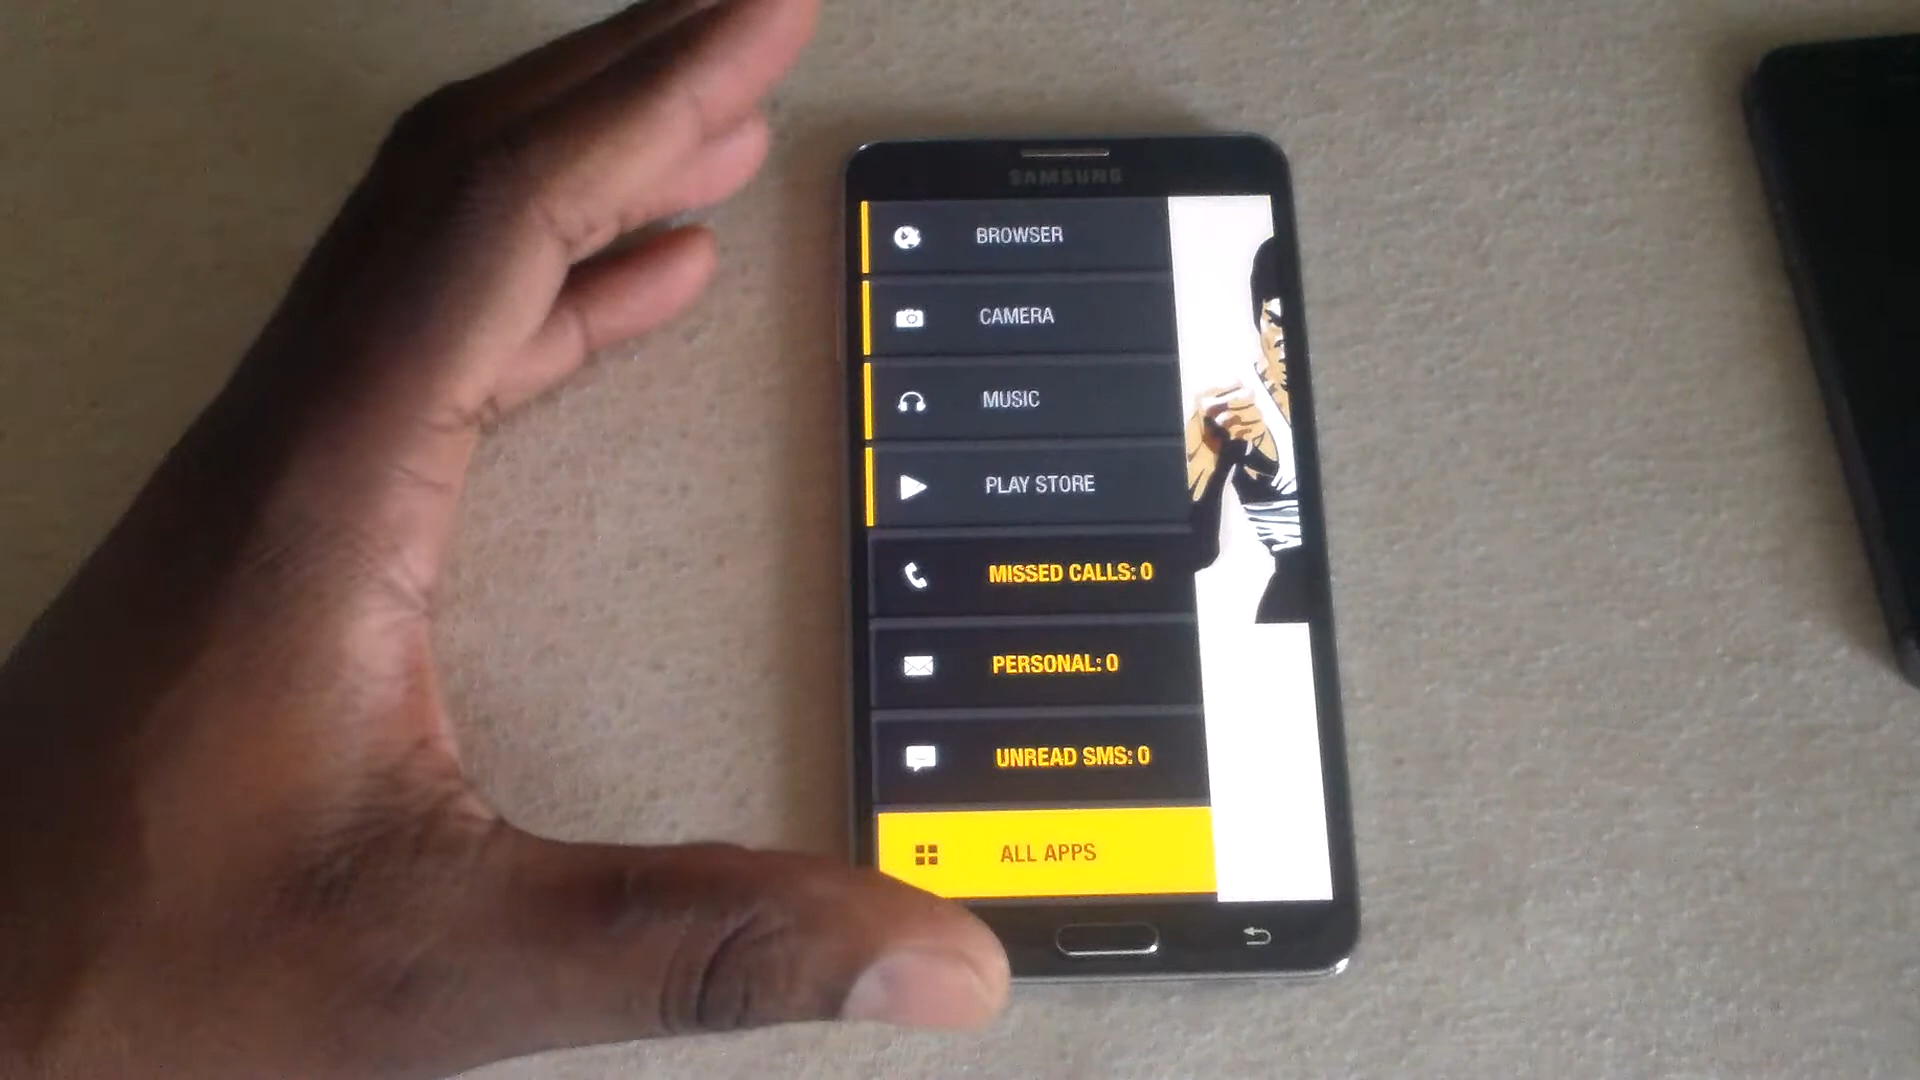 SAMSUNG
BROWSER
CAMERA
MUSIC
PLAY STORE
MISSED CALLS: 0
PERSONAL: 0
UNREAD SMS: 0
ALL APPS